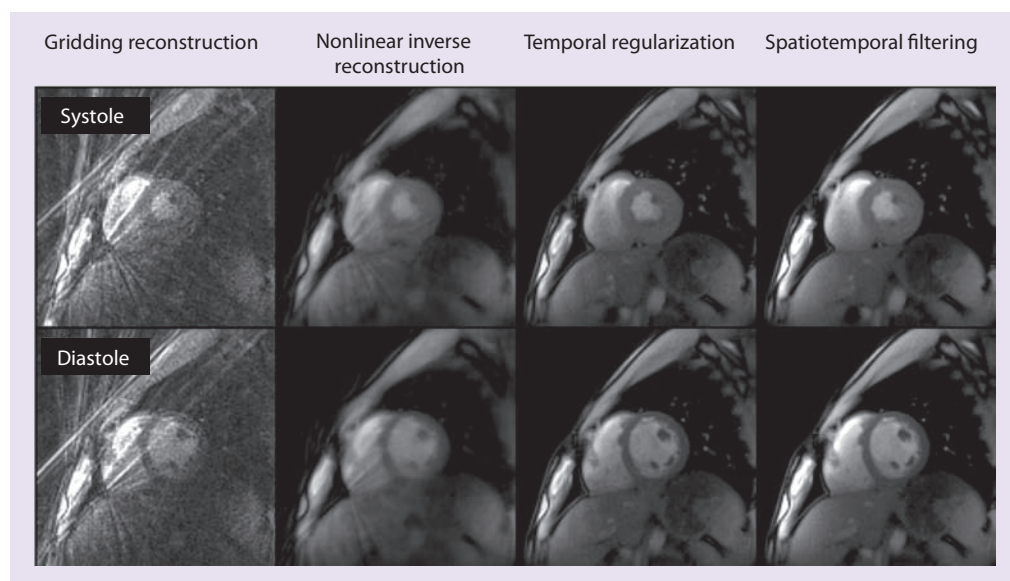 Gridding reconstruction
Nonlinear inverse
reconstruction
Temporal regularization
Spatiotemporal filtering
Systole
Diastole